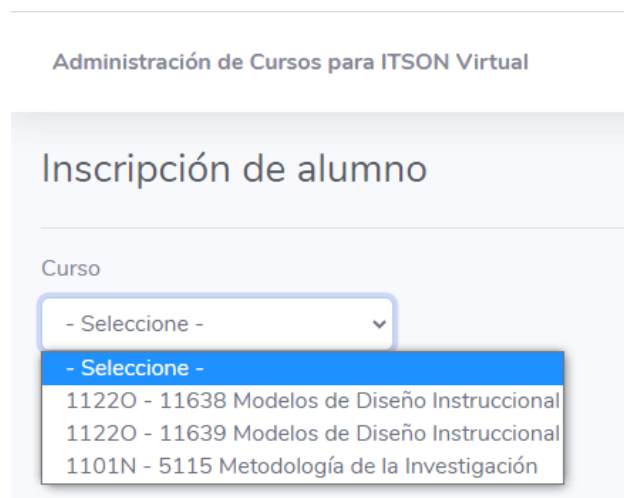 Administración de Cursos para ITSON Virtual
Inscripción de alumno
Curso
- Seleccione -
- Seleccione -
1122O - 11638 Modelos de Diseño Instruccional
1122O - 11639 Modelos de Diseño Instruccional
1101N - 5115 Metodología de la Investigación